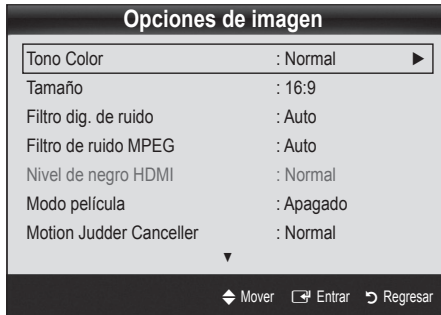 Opciones de imagen
Tono Color : Normal ►
Tamaño : 16:9
Filtro dig. de ruido : Auto
Filtro de ruido MPEG : Auto
Nivel de negro HDMI : Normal
Modo película : Apagado
Motion Judder Canceller : Normal
▼
Mover Entrar Regresar